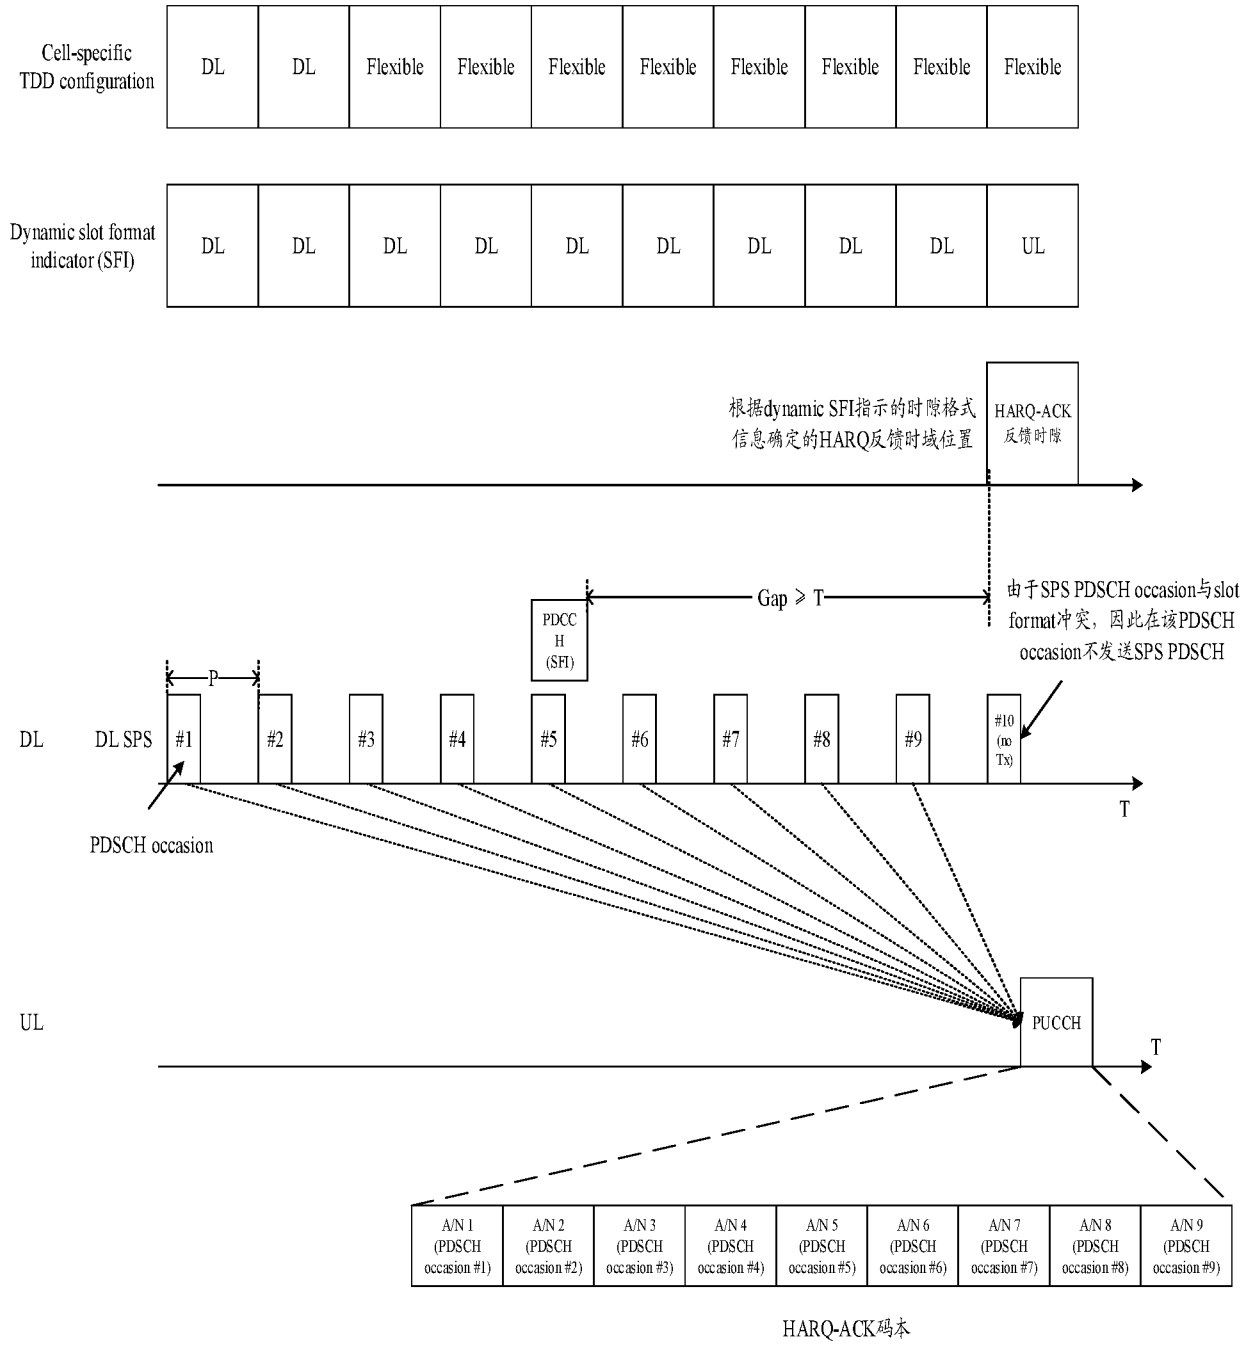 Cell-specific
TDD configuration
DL
DL
Flexible
Flexible
Flexible
Flexible
Flexible
Flexible
Flexible
Flexible
Dynamic slot format
indicator (SFI)
DL
DL
DL
DL
DL
DL
DL
DL
DL
UL
根据dynamic SFI指示的时隙格式
信息确定的HARQ反馈时域位置
HARQ-ACK
反馈时隙
Gap ⩾ T
由于SPS PDSCH occasion与slot
format冲突，因此在该PDSCH
occasion不发送SPS PDSCH
PDCC
H
(SFI)
P
DL
DL SPS
#1
#2
#3
#4
#5
#6
#7
#8
#9
#10
(no
Tx)
T
PDSCH occasion
UL
PUCCH
T
A/N 1
(PDSCH
occasion #1)
A/N 2
(PDSCH
occasion #2)
A/N 3
(PDSCH
occasion #3)
A/N 4
(PDSCH
occasion #4)
A/N 5
(PDSCH
occasion #5)
A/N 6
(PDSCH
occasion #6)
A/N 7
(PDSCH
occasion #7)
A/N 8
(PDSCH
occasion #8)
A/N 9
(PDSCH
occasion #9)
HARQ-ACK码本